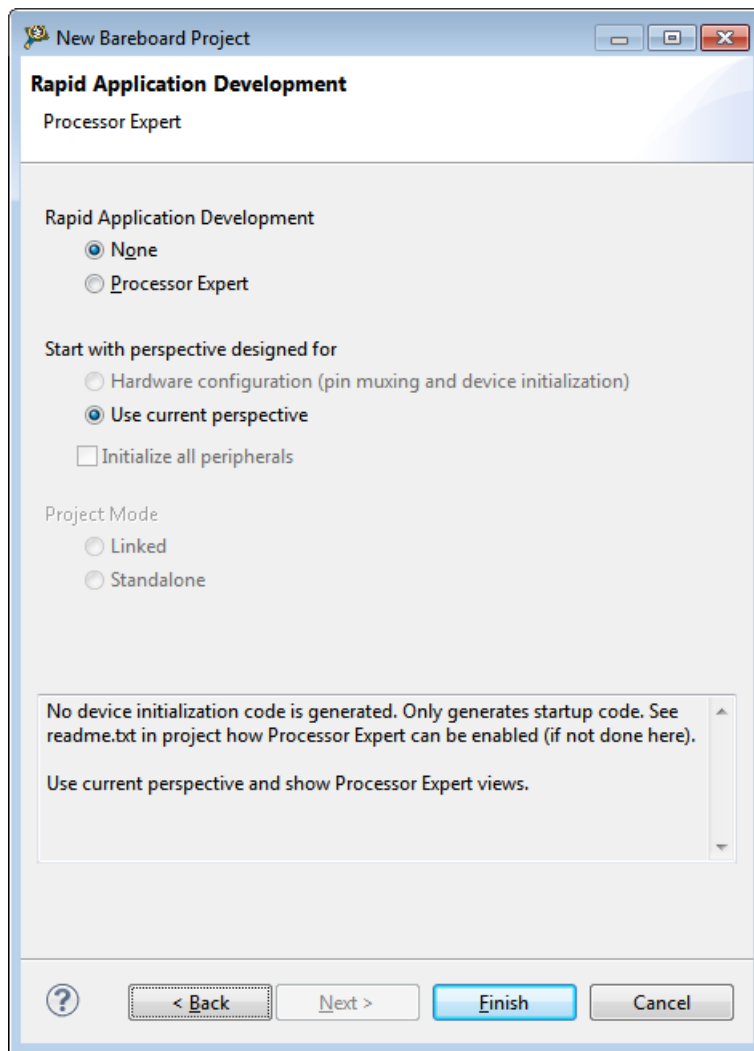 New Bareboard Project
Rapid Application Development
Processor Expert
Rapid Application Development
None
Processor Expert
Start with perspective designed for
Hardware configuration (pin muxing and device initialization)
Use current perspective
Initialize all peripherals
Project Mode
Linked
Standalone
No device initialization code is generated. Only generates startup code. See
readme.txt in project how Processor Expert can be enabled (if not done here).
Use current perspective and show Processor Expert views.
? < Back Next > Finish Cancel